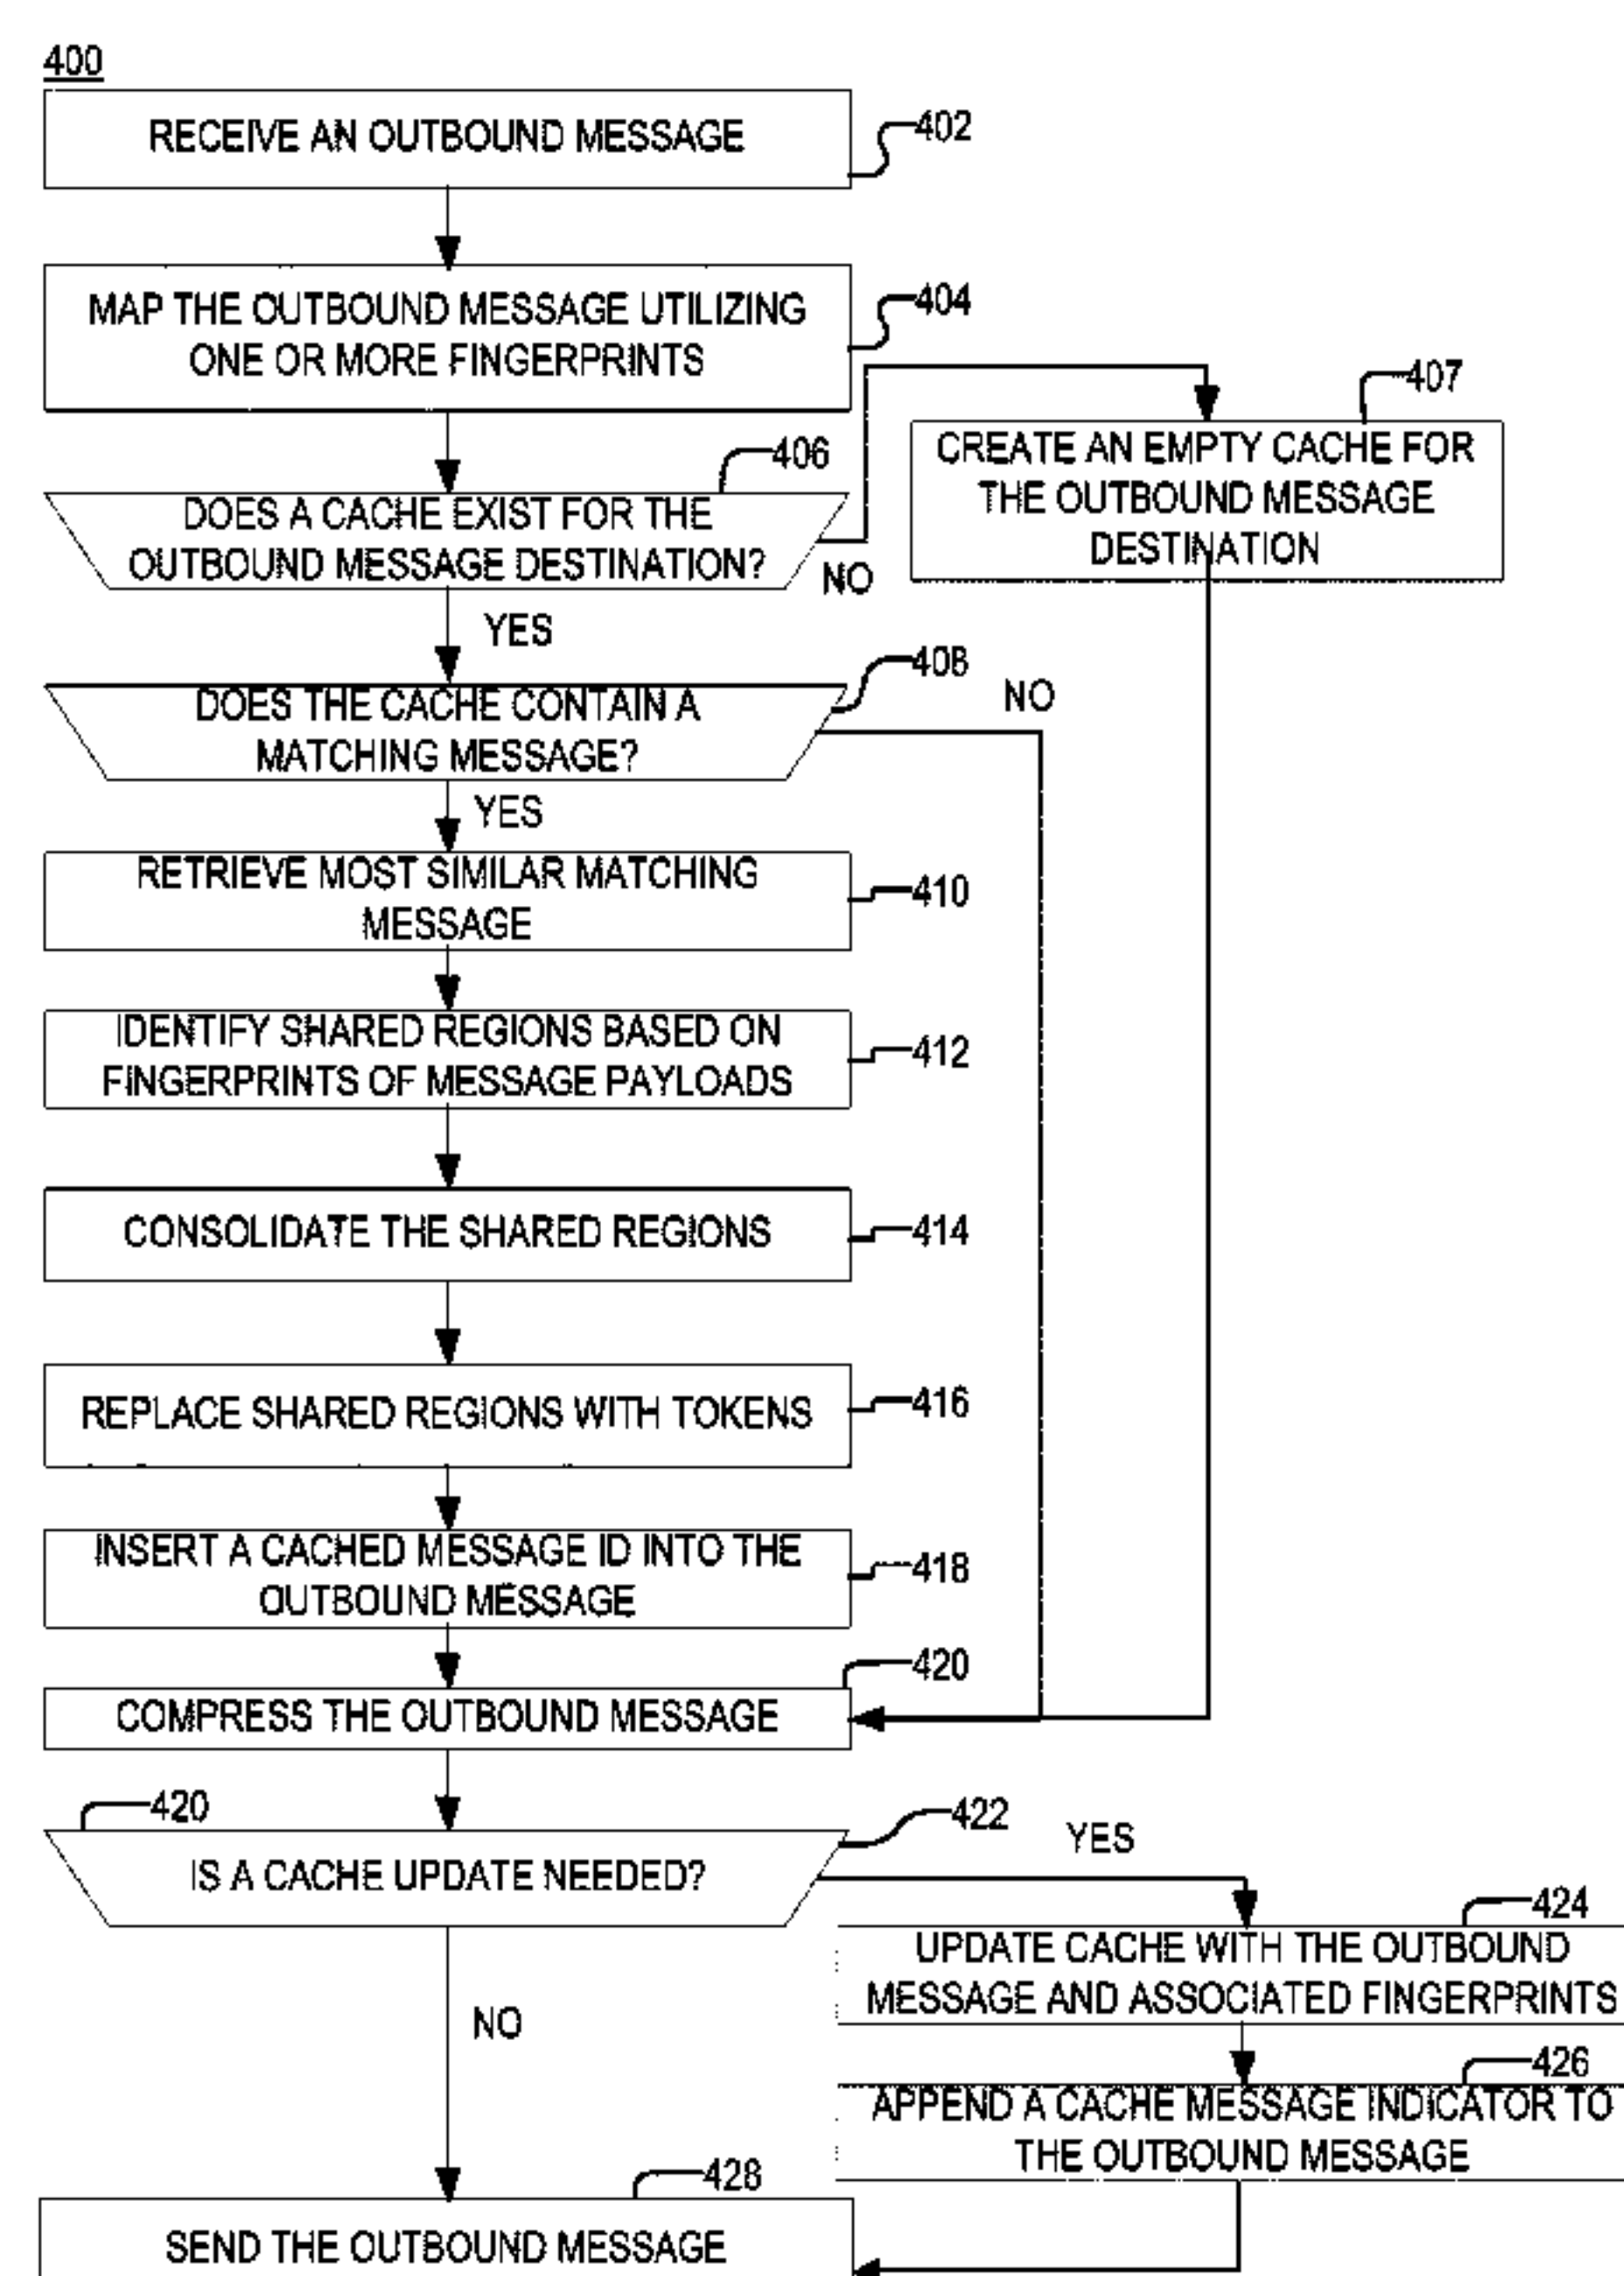 400
RECEIVE AN OUTBOUND MESSAGE
402
MAP THE OUTBOUND MESSAGE UTILIZING
ONE OR MORE FINGERPRINTS
404
DOES A CACHE EXIST FOR THE
OUTBOUND MESSAGE DESTINATION?
406
NO
YES
CREATE AN EMPTY CACHE FOR
THE OUTBOUND MESSAGE
DESTINATION
407
DOES THE CACHE CONTAIN A
MATCHING MESSAGE?
408
NO
YES
RETRIEVE MOST SIMILAR MATCHING
MESSAGE
410
IDENTIFY SHARED REGIONS BASED ON
FINGERPRINTS OF MESSAGE PAYLOADS
412
CONSOLIDATE THE SHARED REGIONS
414
REPLACE SHARED REGIONS WITH TOKENS
416
INSERT A CACHED MESSAGE ID INTO THE
OUTBOUND MESSAGE
418
COMPRESS THE OUTBOUND MESSAGE
420
420
IS A CACHE UPDATE NEEDED?
422
YES
NO
UPDATE CACHE WITH THE OUTBOUND
MESSAGE AND ASSOCIATED FINGERPRINTS
424
APPEND A CACHE MESSAGE INDICATOR TO
THE OUTBOUND MESSAGE
426
SEND THE OUTBOUND MESSAGE
428